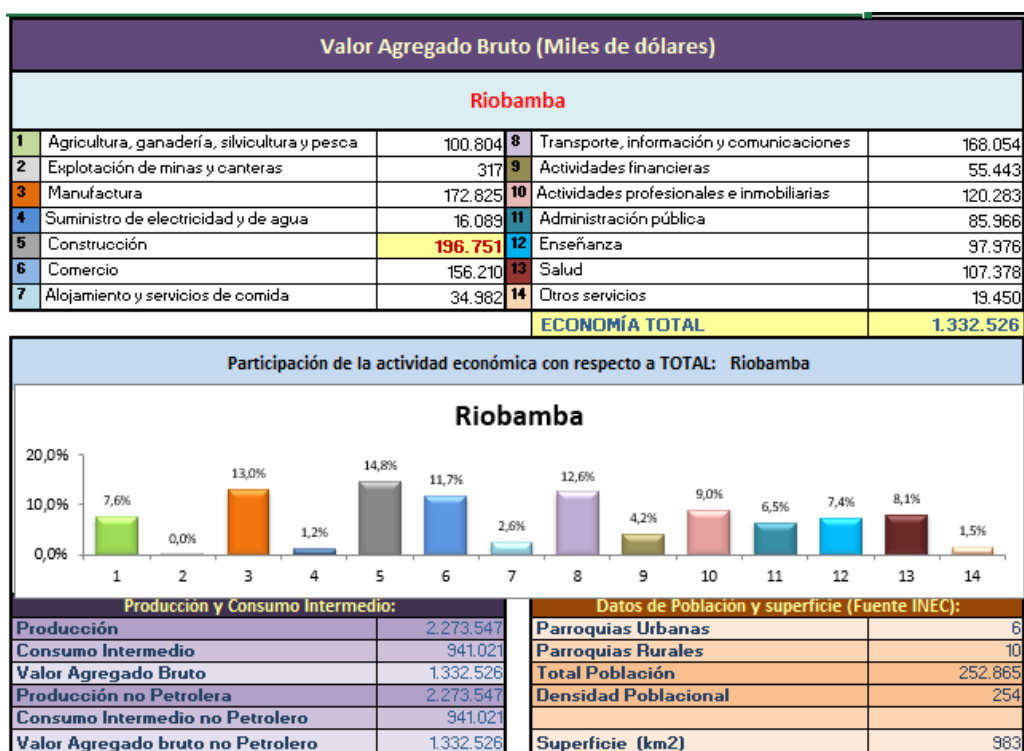 Valor Agregado Bruto (Miles de dólares)
Riobamba
1 Agricultura, ganadería, silvicultura y pesca 100.804 8 Transporte, información y comunicaciones 168.054
2 Explotación de minas y canteras 317 9 Actividades financieras 55.443
3 Manufactura 172.825 10 Actividades profesionales e inmobiliarias 120.283
4 Suministro de electricidad y de agua 16.089 11 Administración pública 85.966
5 Construcción 196.751 12 Enseñanza 97.976
6 Comercio 156.210 13 Salud 107.378
7 Alojamiento y servicios de comida 34.982 14 Otros servicios 19.450
ECONOMÍA TOTAL 1.332.526
Participación de la actividad económica con respecto a TOTAL: Riobamba
Riobamba
20,0%
10,0%
0,0%
7,6% 0,0% 13,0% 1,2% 14,8% 11,7% 2,6% 12,6% 4,2% 9,0% 6,5% 7,4% 8,1% 1,5%
1 2 3 4 5 6 7 8 9 10 11 12 13 14
Producción y Consumo Intermedio: Datos de Población y superficie (Fuente INEC):
Producción 2.273.547 Parroquias Urbanas 6
Consumo Intermedio 941.021 Parroquias Rurales 10
Valor Agregado Bruto 1.332.526 Total Población 252.865
Producción no Petrolera 2.273.547 Densidad Poblacional 254
Consumo Intermedio no Petrolero 941.021
Valor Agregado bruto no Petrolero 1.332.526 Superficie (km2) 983